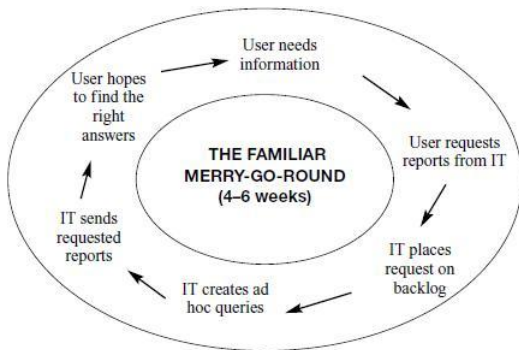 User needs
information
User requests
reports from IT
IT places
request on
backlog
IT creates ad
hoc queries
IT sends
requested
reports
User hopes
to find the
right
answers
THE FAMILIAR
MERRY-GO-ROUND
(4–6 weeks)